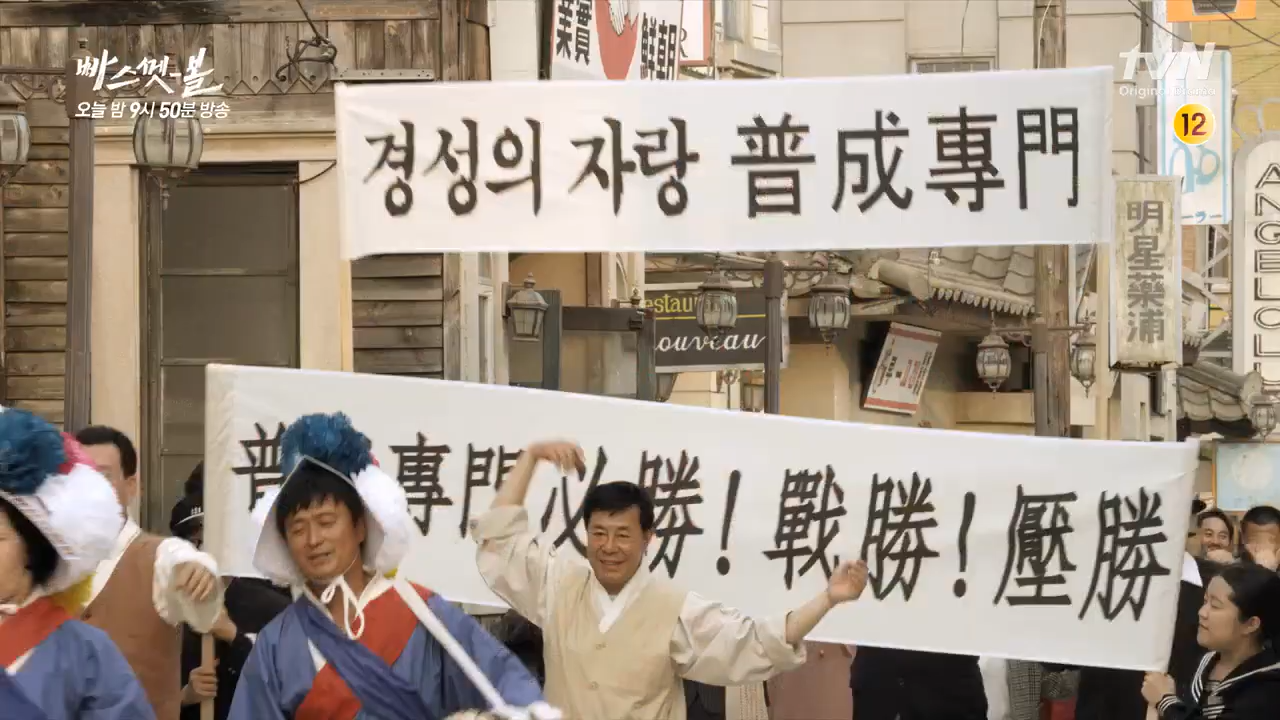 빠스껫-볼
오늘 밤 9시 50분 방송
tvN
12
경성의 자랑 普成專門
明星藥浦
ANGELCL
estau
ouveau
普 專門 必勝! 戰勝! 壓勝